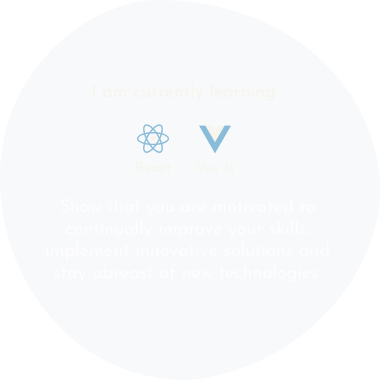 I am currently learning
React
Vue.Js
Show that you are motivated to
continually improve your skills,
implement innovative solutions and
stay abreast of new technologies.